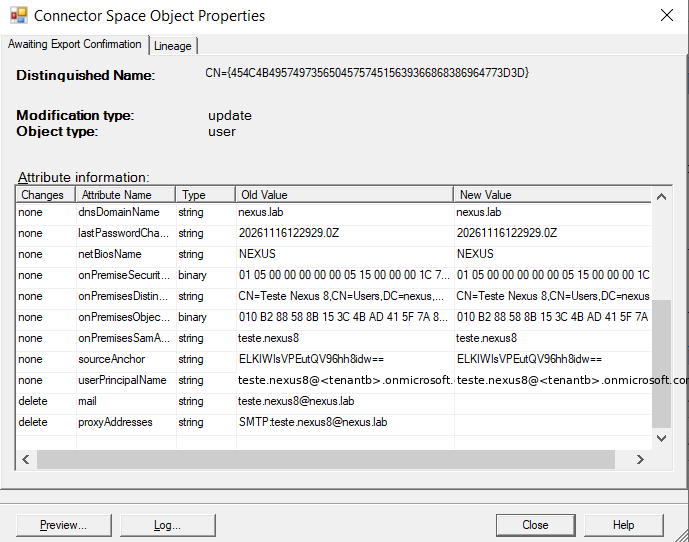 Connector Space Object Properties
Awaiting Export Confimation Lineage
Distinquished Name: CN={454C4B4957497356504575745156393668683869647​73D3D}
Modification type: update
Object type: user
Attribute information:
Changes Attribute Name Type Old Value New Value
none dnsDomainName string nexus.lab nexus.lab
none lastPasswordCha... string 20261116122929.0Z 20261116122929.0Z
none netBiosName string NEXUS NEXUS
none onPremiseSecurit... binary 01 05 00 00 00 00 00 05 15 00 00 00 1C 7... 01 05 00 00 00 00 00 05 15 00 00 00 1C
none onPremisesDistin... string CN=Teste Nexus 8,CN=Users,DC=nexus,... CN=Teste Nexus 8,CN=Users,DC=nexus
none onPremisesObjec... binary 010 B2 88 58 8B 15 3C 4B AD 41 5F 7A 8... 010 B2 88 58 8B 15 3C 4B AD 41 5F 7A
none onPremisesSamA... string teste.nexus8 teste.nexus8
none sourceAnchor string ELKIWIsVPEutQV96hh8idw== ELKIWIsVPEutQV96hh8idw==
none userPrincipalName string teste.nexus8@<tenantb>.onmicrosoft.c teste.nexus8@<tenantb>.onmicrosoft.co
delete mail string teste.nexus8@nexus.lab
delete proxyAddresses string SMTP:teste.nexus8@nexus.lab
Preview... Log... Close Help